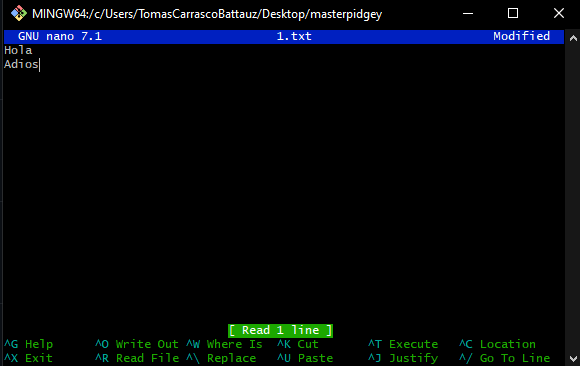 MINGW64:/c/Users/TomasCarrascoBattauz/Desktop/masterpidgey
GNU nano 7.1 1.txt Modified
Hola
Adios
[ Read 1 line ]
^G Help ^O Write Out ^W Where Is ^K Cut ^T Execute ^C Location
^X Exit ^R Read File ^\ Replace ^U Paste ^J Justify ^/ Go To Line